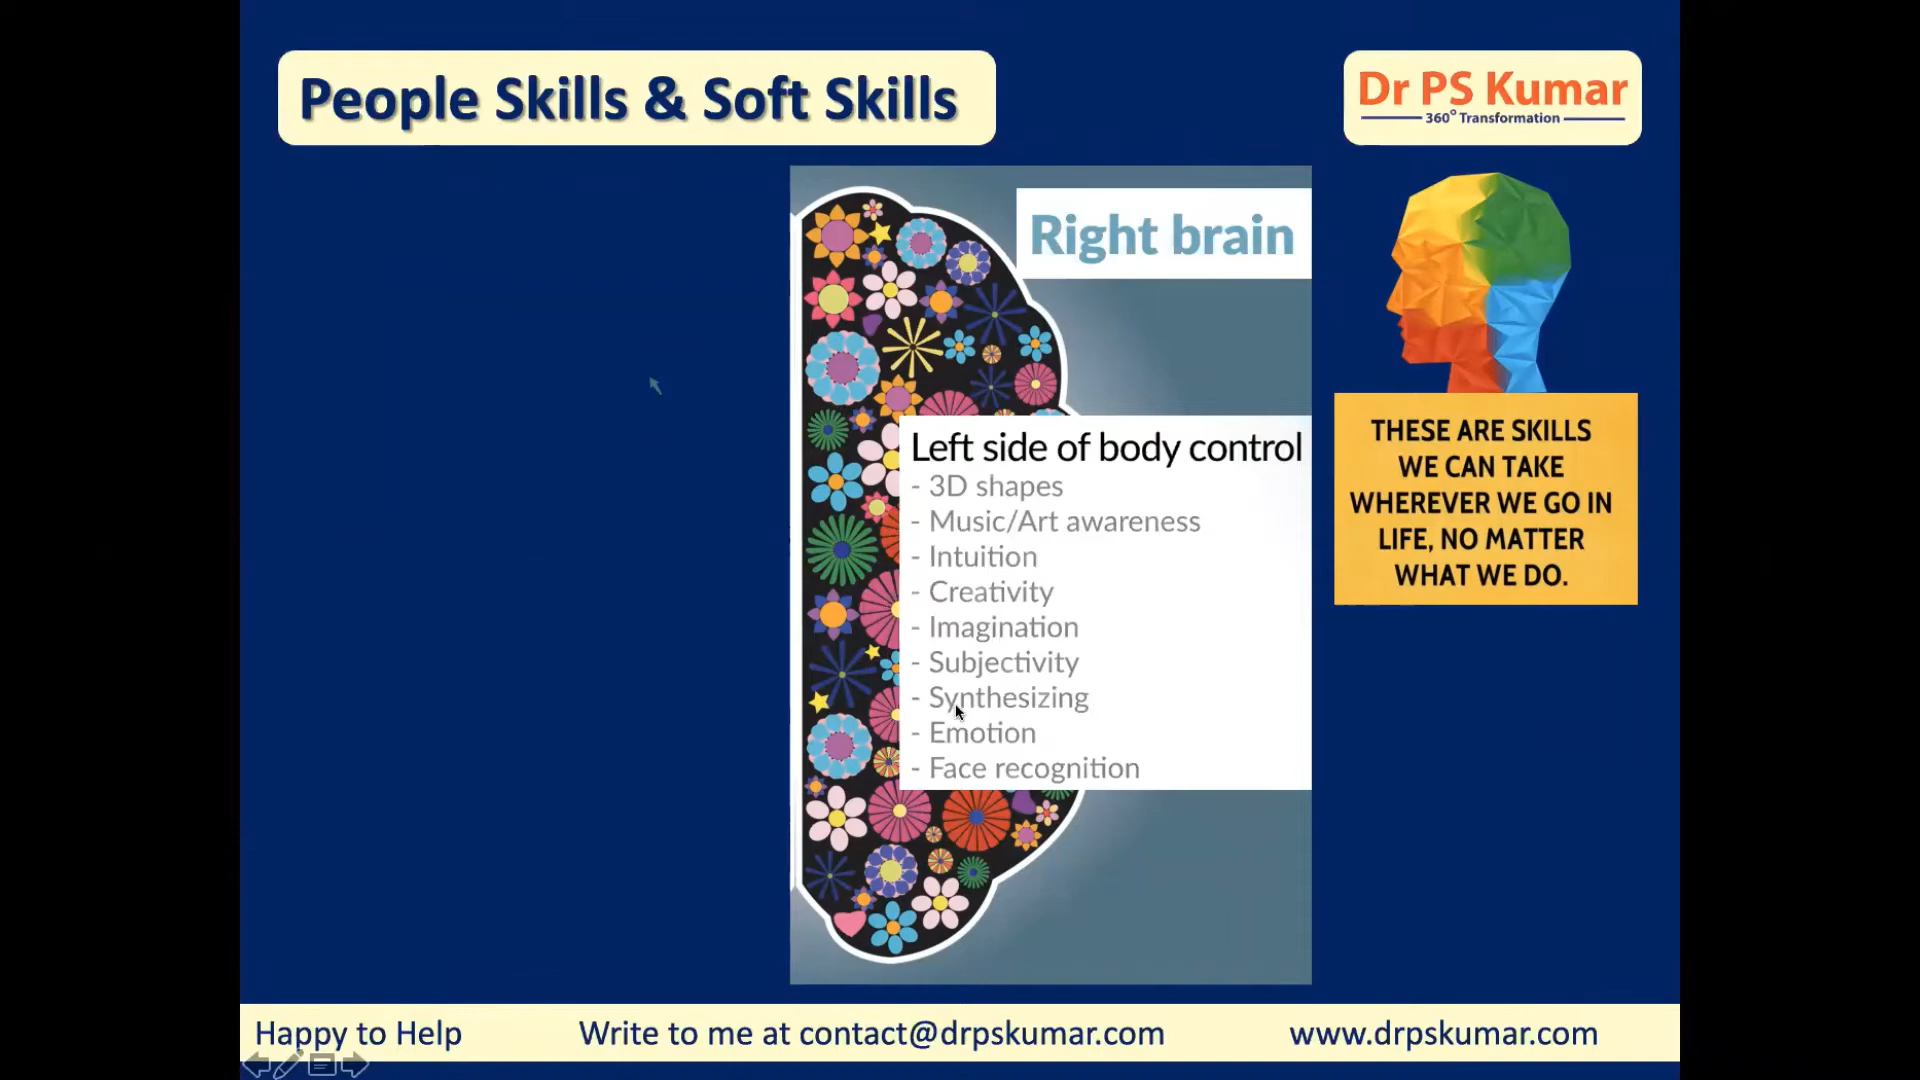 People Skills & Soft Skills
Dr PS Kumar
360° Transformation
Right brain
Left side of body control
- 3D shapes
- Music/Art awareness
- Intuition
- Creativity
- Imagination
- Subjectivity
- Synthesizing
- Emotion
- Face recognition
THESE ARE SKILLS
WE CAN TAKE
WHEREVER WE GO IN
LIFE, NO MATTER
WHAT WE DO.
Happy to Help
Write to me at contact@drpskumar.com
www.drpskumar.com